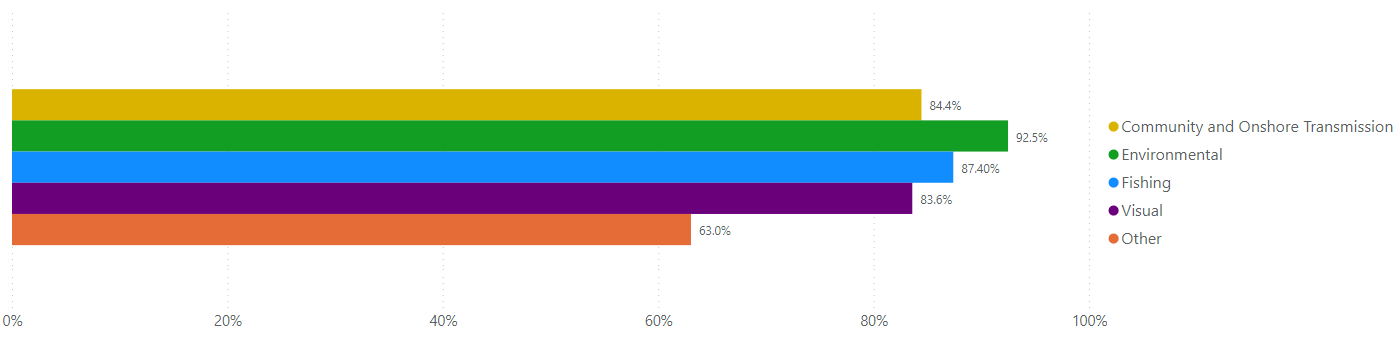 84.4%
92.5%
87.40%
83.6%
63.0%
0%
20%
40%
60%
80%
100%
Community and Onshore Transmission
Environmental
Fishing
Visual
Other